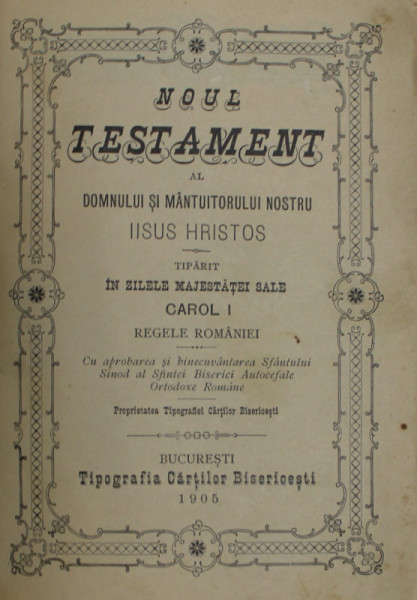 NOUL
TESTAMENT
AL
DOMNULUI ȘI MÂNTUITORULUI NOSTRU
IISUS HRISTOS
TIPĂRIT
ÎN ZILELE MAJESTĂȚEI SALE
CAROL I
REGELE ROMÂNIEI
Cu aprobarea și binecuvântarea Sfântului
Sinod al Sfintei Biserici Autocefale
Ortodoxe Române
Proprietatea Tipografiei Cărților Bisericești
BUCUREȘTI
Tipografia Cărților Bisericești
1905